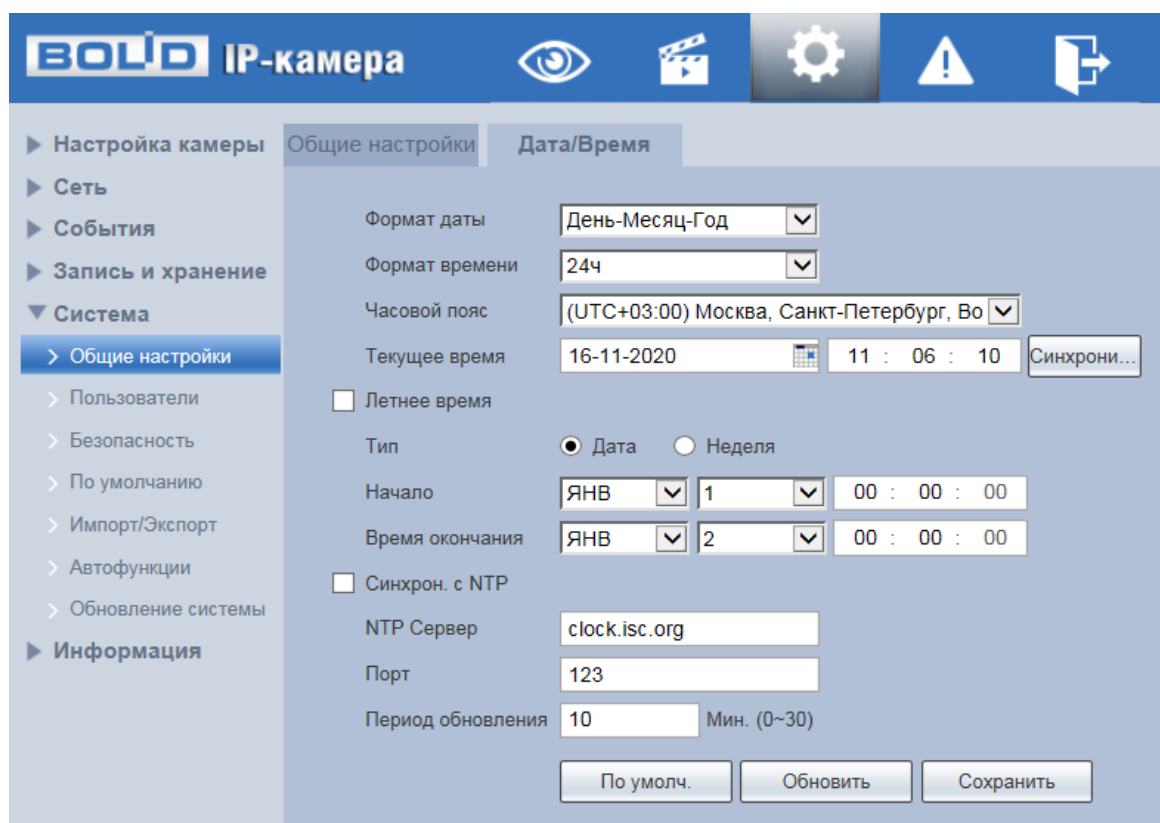 BOLID IP-камера
Настройка камеры
Сеть
События
Запись и хранение
Система
Общие настройки
Пользователи
Безопасность
По умолчанию
Импорт/Экспорт
Автофункции
Обновление системы
Информация
Общие настройки Дата/Время
Формат даты День-Месяц-Год
Формат времени 24ч
Часовой пояс (UTC+03:00) Москва, Санкт-Петербург, Во
Текущее время 16-11-2020 11 : 06 : 10 Синхрони...
Летнее время
Тип Дата Неделя
Начало ЯНВ 1 00 : 00 : 00
Время окончания ЯНВ 2 00 : 00 : 00
Синхрон. с NTP
NTP Сервер clock.isc.org
Порт 123
Период обновления 10 Мин. (0~30)
По умолч. Обновить Сохранить